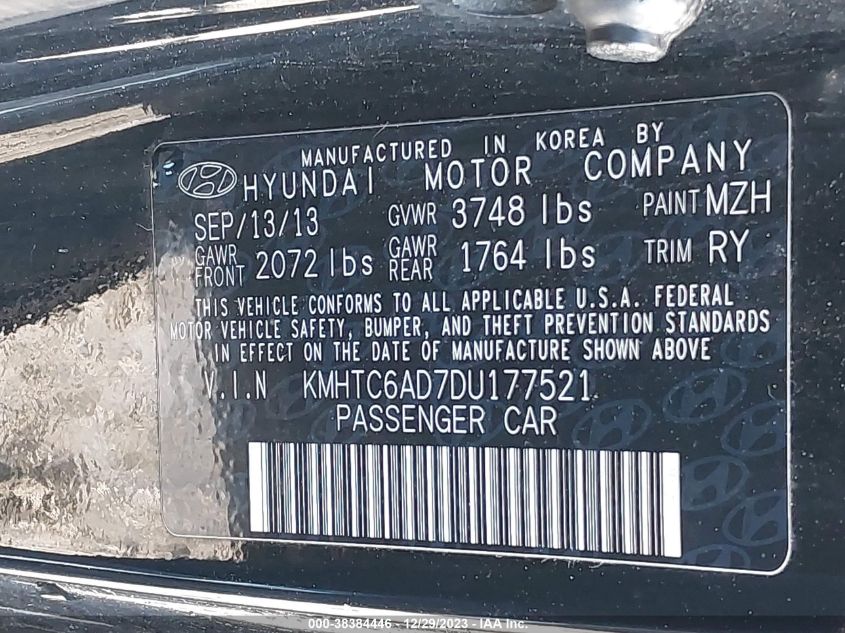 MANUFACTURED IN KOREA BY
HYUNDAI MOTOR COMPANY
SEP/13/13 GVWR 3748 lbs PAINT MZH
GAWR FRONT 2072 lbs GAWR REAR 1764 lbs TRIM RY
THIS VEHICLE CONFORMS TO ALL APPLICABLE U.S.A. FEDERAL
MOTOR VEHICLE SAFETY, BUMPER, AND THEFT PREVENTION STANDARDS
IN EFFECT ON THE DATE OF MANUFACTURE SHOWN ABOVE
V.I.N KMHTC6AD7DU177521
PASSENGER CAR
000-38384446 - 12/29/2023 - IAA Inc.